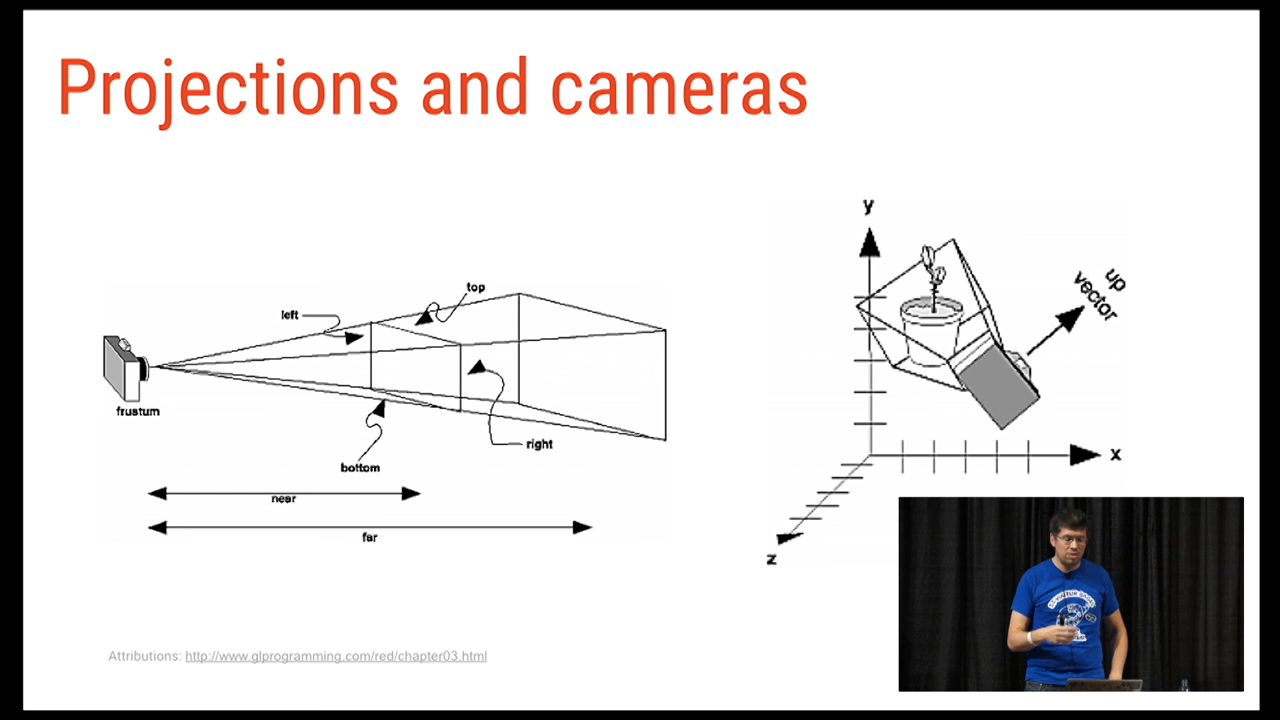 Projections and cameras
left
top
frustum
right
bottom
near
far
y
up
vector
x
z
Attributions: http://www.glprogramming.com/red/chapter03.html